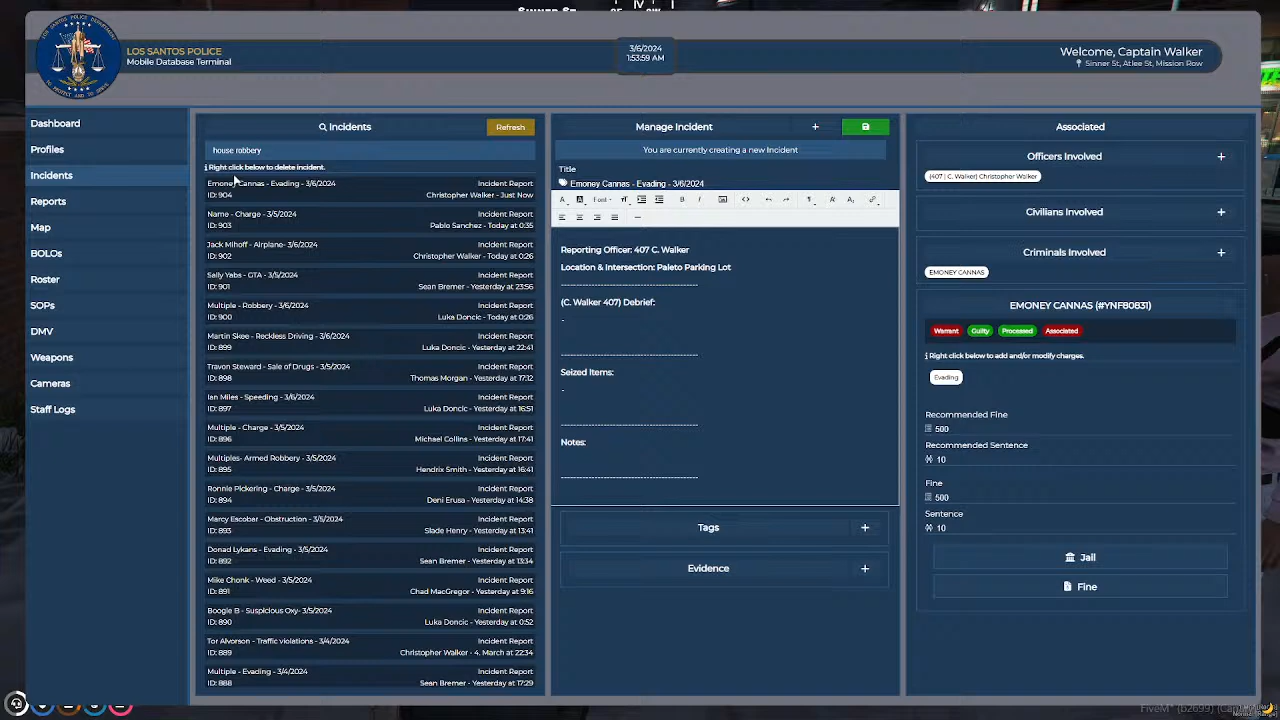 LOS SANTOS POLICE
Mobile Database Terminal
3/6/2024
1:53:59 AM
Welcome, Captain Walker
Sinner St, Atlee St, Mission Row
Dashboard
Profiles
Incidents
Reports
Map
BOLOs
Roster
SOPs
DMV
Weapons
Cameras
Staff Logs
Incidents
Refresh
house robbery
Right click below to delete incident.
Emoney Cannas - Evading - 3/6/2024 Incident Report
ID: 904 Christopher Walker - Just Now
Name - Charge - 3/5/2024 Incident Report
ID: 903 Pablo Sanchez - Today at 0:35
Jack Mihoff - Airplane- 3/6/2024 Incident Report
ID: 902 Christopher Walker - Today at 0:26
Sally Yabs - GTA - 3/5/2024 Incident Report
ID: 901 Sean Bremer - Yesterday at 23:56
Multiple - Robbery - 3/6/2024 Incident Report
ID: 900 Luka Doncic - Today at 0:26
Martin Skee - Reckless Driving - 3/6/2024 Incident Report
ID: 899 Luka Doncic - Yesterday at 22:41
Travon Steward - Sale of Drugs - 3/6/2024 Incident Report
ID: 898 Thomas Morgan - Yesterday at 17:12
Ian Miles - Speeding - 3/6/2024 Incident Report
ID: 897 Luka Doncic - Yesterday at 16:51
Multiple - Charge - 3/5/2024 Incident Report
ID: 896 Michael Collins - Yesterday at 17:41
Multiples- Armed Robbery - 3/5/2024 Incident Report
ID: 895 Hendrix Smith - Yesterday at 16:41
Ronnie Pickering - Charge - 3/5/2024 Incident Report
ID: 894 Deni Erusa - Yesterday at 14:38
Marcy Escobar - Obstruction - 3/5/2024 Incident Report
ID: 893 Slade Henry - Yesterday at 13:41
Donad Lykans - Evading - 3/5/2024 Incident Report
ID: 892 Sean Bremer - Yesterday at 13:34
Mike Chonk - Weed - 3/5/2024 Incident Report
ID: 891 Chad MacGregor - Yesterday at 9:16
Boogie B - Suspicious Oxy- 3/5/2024 Incident Report
ID: 890 Luka Doncic - Yesterday at 0:52
Tor Alvorson - Traffic violations - 3/4/2024 Incident Report
ID: 889 Christopher Walker - 4. March at 22:34
Multiple - Evading - 3/4/2024 Incident Report
ID: 888 Sean Bremer - Yesterday at 17:29
Manage Incident
You are currently creating a new Incident
Title
Emoney Cannas - Evading - 3/6/2024
Font
Reporting Officer: 407 C. Walker
Location & Intersection: Paleto Parking Lot
(C. Walker 407) Debrief:
-
Seized Items:
-
Notes:
Tags
Evidence
Associated
Officers Involved
(407 | C. Walker) Christopher Walker
Civilians Involved
Criminals Involved
EMONEY CANNAS
EMONEY CANNAS (#YNF80831)
Warrant Guilty Processed Associated
Right click below to add and/or modify charges.
Evading
Recommended Fine
500
Recommended Sentence
10
Fine
500
Sentence
10
Jail
Fine